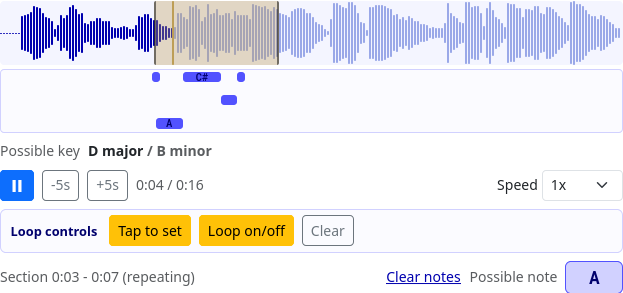 C#
A
Possible key D major / B minor
-5s +5s 0:04 / 0:16 Speed 1x
Loop controls Tap to set Loop on/off Clear
Section 0:03 - 0:07 (repeating) Clear notes Possible note A